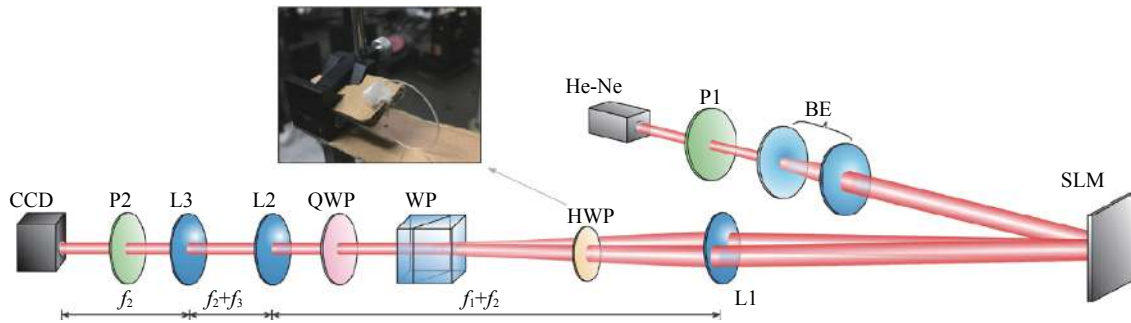 He-Ne
P1
BE
SLM
CCD
P2
L3
L2
QWP
WP
HWP
L1
f₂
f₂+f₃
f₁+f₂